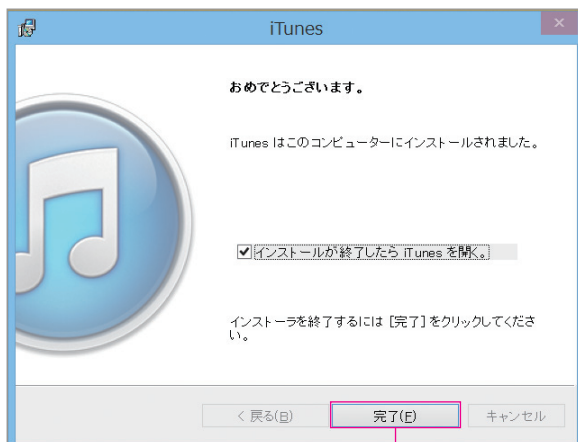 iTunes
おめでとうございます。
iTunes はこのコンピューターにインストールされました。
インストールが終了したら iTunes を開く。
インストーラを終了するには [完了] をクリックしてくださ
い。
< 戻る(B)
完了(F)
キャンセル